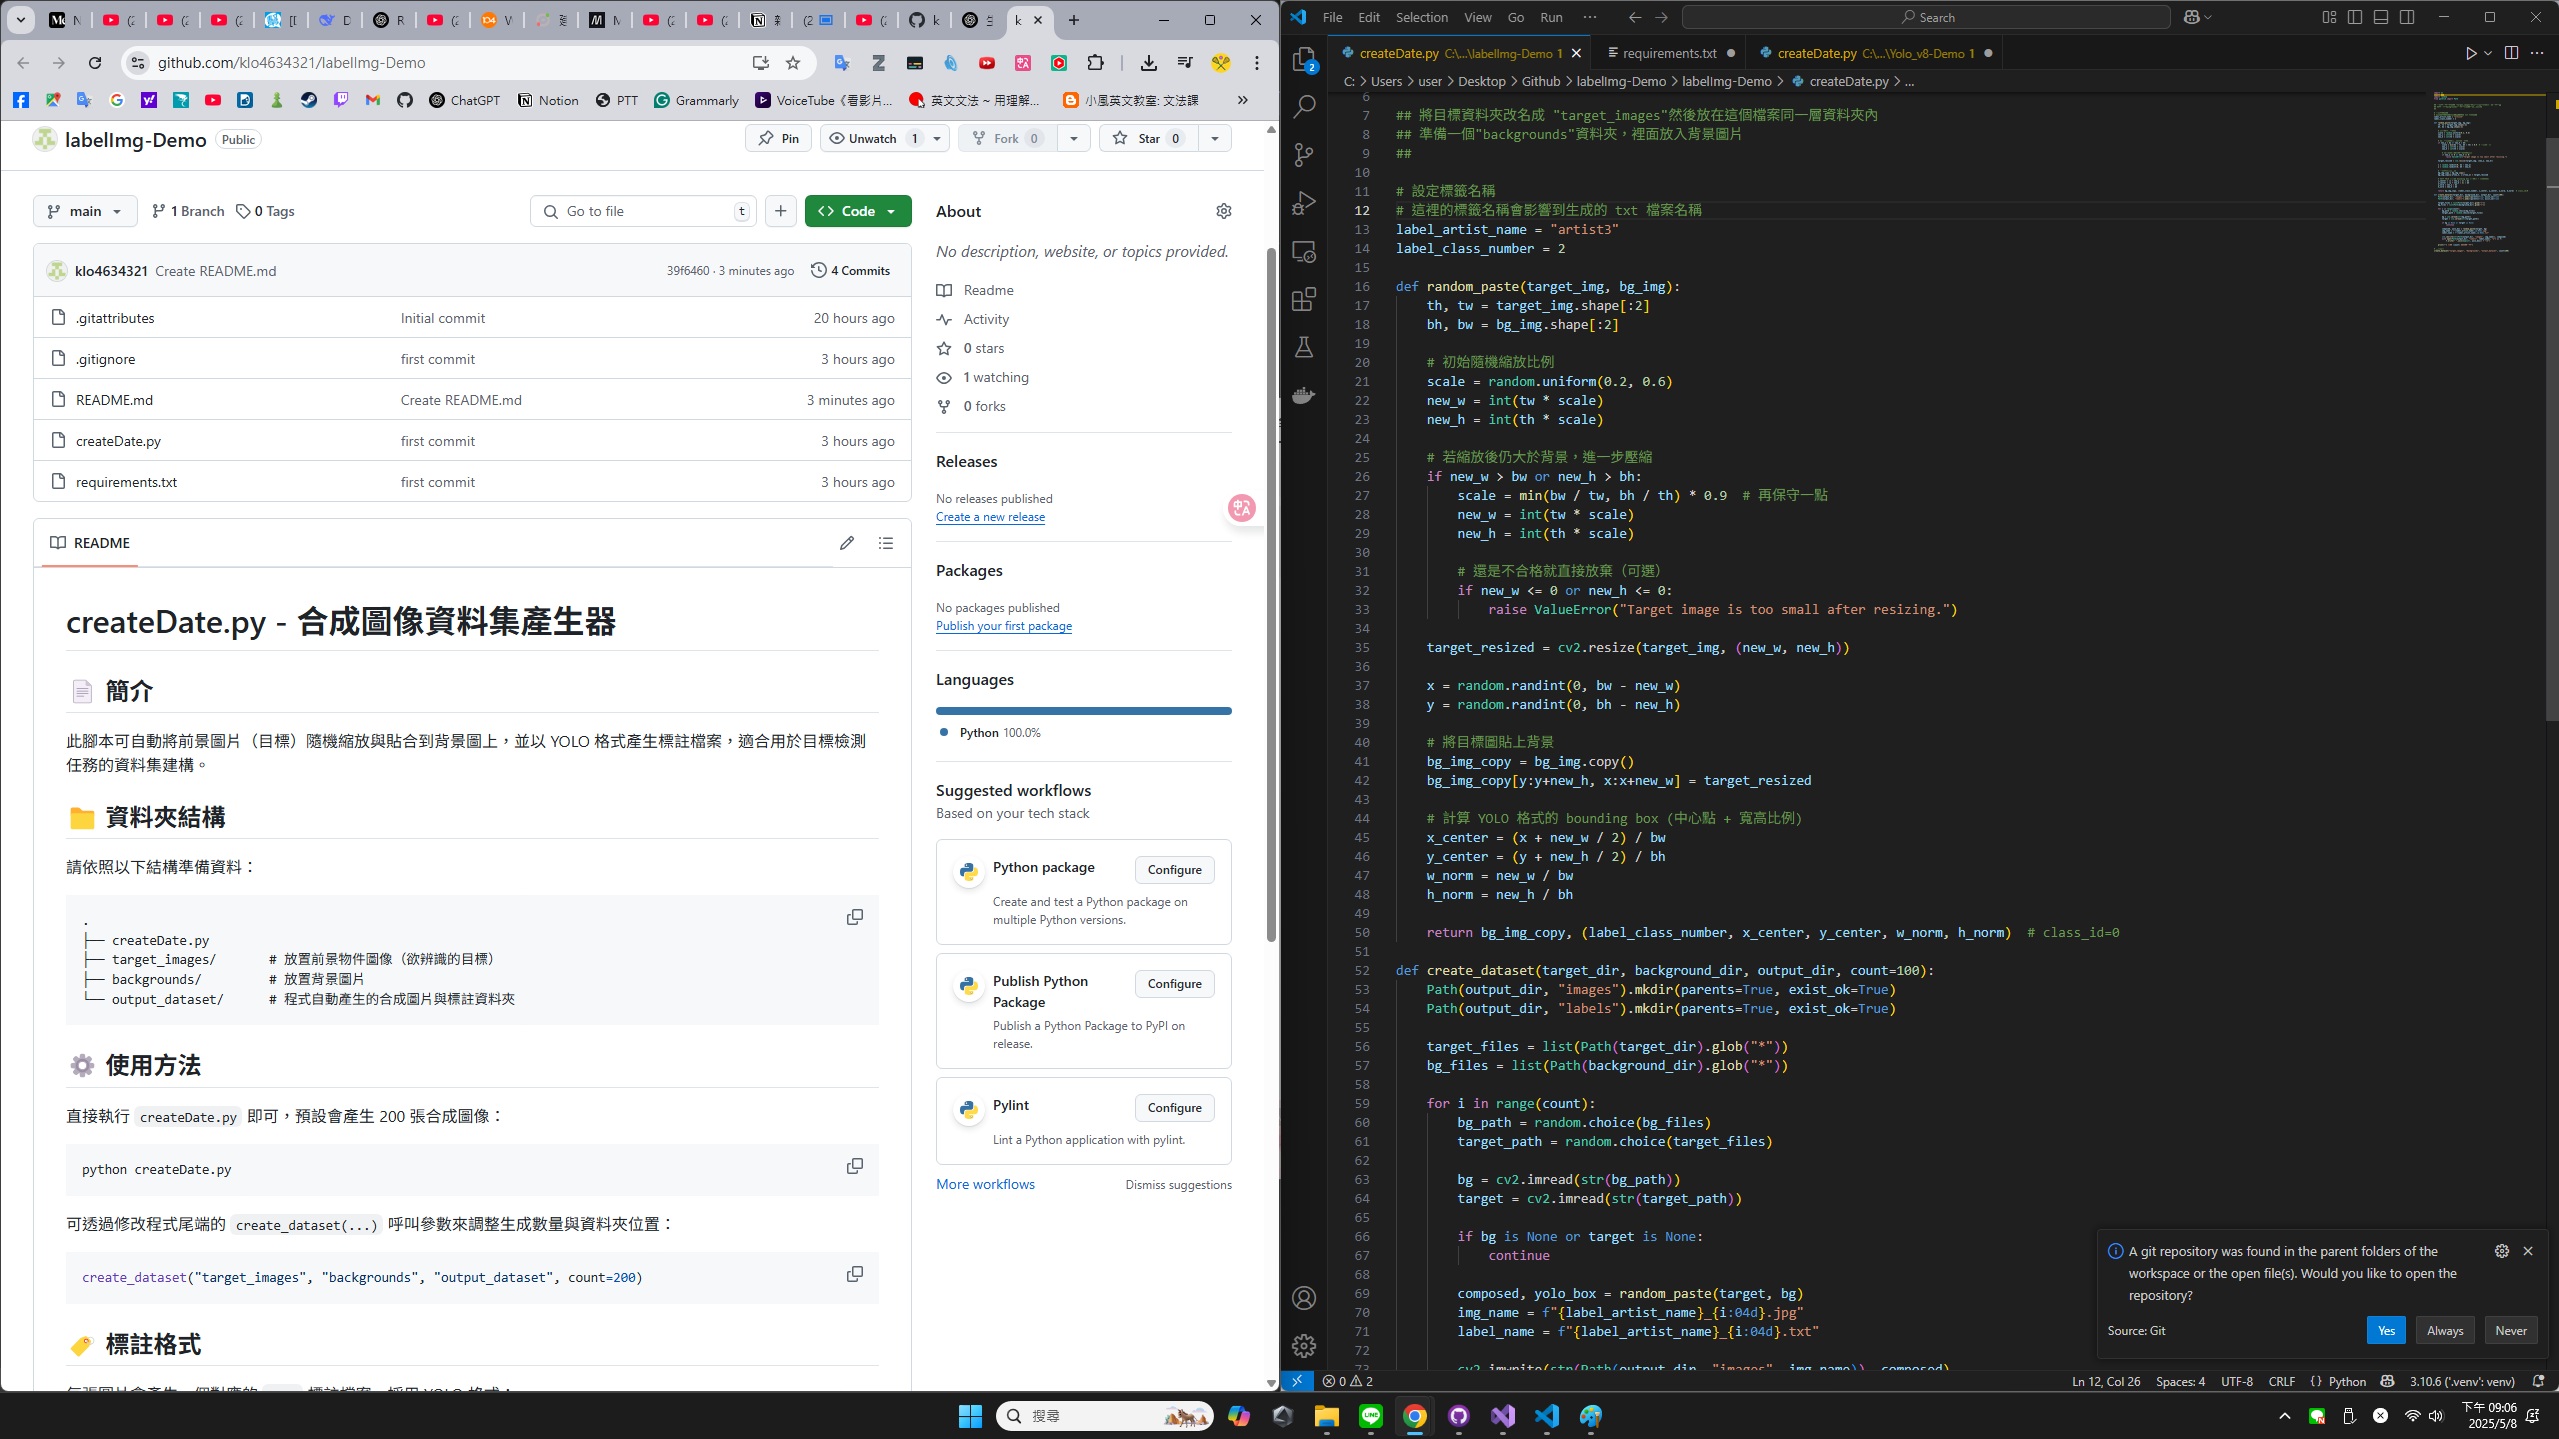 github.com/klo4634321/labelImg-Demo
ChatGPT
Notion
PTT
Grammarly
VoiceTube《看影片...
英文文法 ~ 用理解...
小風英文教室: 文法課
labelImg-Demo
Public
Pin
Unwatch 1
Fork 0
Star 0
main
1 Branch
0 Tags
Go to file
t
Code
klo4634321 Create README.md
39f6460 · 3 minutes ago
4 Commits
.gitattributes Initial commit 20 hours ago
.gitignore first commit 3 hours ago
README.md Create README.md 3 minutes ago
createDate.py first commit 3 hours ago
requirements.txt first commit 3 hours ago
README
createDate.py - 合成圖像資料集產生器
簡介
此腳本可自動將前景圖片（目標）隨機縮放與貼合到背景圖上，並以 YOLO 格式產生標註檔案，適合用於目標檢測
任務的資料集建構。
資料夾結構
請依照以下結構準備資料：
.
├── createDate.py
├── target_images/ # 放置前景物件圖像（欲辨識的目標）
├── backgrounds/ # 放置背景圖片
└── output_dataset/ # 程式自動產生的合成圖片與標註資料夾
使用方法
直接執行 createDate.py 即可，預設會產生 200 張合成圖像：
python createDate.py
可透過修改程式尾端的 create_dataset(...) 呼叫參數來調整生成數量與資料夾位置：
create_dataset("target_images", "backgrounds", "output_dataset", count=200)
標註格式
About
No description, website, or topics provided.
Readme
Activity
0 stars
1 watching
0 forks
Releases
No releases published
Create a new release
Packages
No packages published
Publish your first package
Languages
Python 100.0%
Suggested workflows
Based on your tech stack
Python package
Configure
Create and test a Python package on
multiple Python versions.
Publish Python
Package
Configure
Publish a Python Package to PyPI on
release.
Pylint
Configure
Lint a Python application with pylint.
More workflows
Dismiss suggestions
File Edit Selection View Go Run ···
Search
createDate.py C:\...\labelImg-Demo 1
requirements.txt
createDate.py C:\...\Yolo_v8-Demo 1
C: > Users > user > Desktop > Github > labelImg-Demo > labelImg-Demo > createDate.py > ...
6
7 ## 將目標資料夾改名成 "target_images"然後放在這個檔案同一層資料夾內
8 ## 準備一個"backgrounds"資料夾，裡面放入背景圖片
9 ##
10
11 # 設定標籤名稱
12 # 這裡的標籤名稱會影響到生成的 txt 檔案名稱
13 label_artist_name = "artist3"
14 label_class_number = 2
15
16 def random_paste(target_img, bg_img):
17 th, tw = target_img.shape[:2]
18 bh, bw = bg_img.shape[:2]
19
20 # 初始隨機縮放比例
21 scale = random.uniform(0.2, 0.6)
22 new_w = int(tw * scale)
23 new_h = int(th * scale)
24
25 # 若縮放後仍大於背景，進一步壓縮
26 if new_w > bw or new_h > bh:
27 scale = min(bw / tw, bh / th) * 0.9 # 再保守一點
28 new_w = int(tw * scale)
29 new_h = int(th * scale)
30
31 # 還是不合格就直接放棄（可選）
32 if new_w <= 0 or new_h <= 0:
33 raise ValueError("Target image is too small after resizing.")
34
35 target_resized = cv2.resize(target_img, (new_w, new_h))
36
37 x = random.randint(0, bw - new_w)
38 y = random.randint(0, bh - new_h)
39
40 # 將目標圖貼上背景
41 bg_img_copy = bg_img.copy()
42 bg_img_copy[y:y+new_h, x:x+new_w] = target_resized
43
44 # 計算 YOLO 格式的 bounding box (中心點 + 寬高比例)
45 x_center = (x + new_w / 2) / bw
46 y_center = (y + new_h / 2) / bh
47 w_norm = new_w / bw
48 h_norm = new_h / bh
49
50 return bg_img_copy, (label_class_number, x_center, y_center, w_norm, h_norm) # class_id=0
51
52 def create_dataset(target_dir, background_dir, output_dir, count=100):
53 Path(output_dir, "images").mkdir(parents=True, exist_ok=True)
54 Path(output_dir, "labels").mkdir(parents=True, exist_ok=True)
55
56 target_files = list(Path(target_dir).glob("*"))
57 bg_files = list(Path(background_dir).glob("*"))
58
59 for i in range(count):
60 bg_path = random.choice(bg_files)
61 target_path = random.choice(target_files)
62
63 bg = cv2.imread(str(bg_path))
64 target = cv2.imread(str(target_path))
65
66 if bg is None or target is None:
67 continue
68
69 composed, yolo_box = random_paste(target, bg)
70 img_name = f"{label_artist_name}_{i:04d}.jpg"
71 label_name = f"{label_artist_name}_{i:04d}.txt"
72
73 cv2.imwrite(str(Path(output_dir, "images", img_name)), composed)
A git repository was found in the parent folders of the
workspace or the open file(s). Would you like to open the
repository?
Source: Git
Yes
Always
Never
0 2
Ln 12, Col 26
Spaces: 4
UTF-8
CRLF
{ } Python
3.10.6 ('.venv': venv)
搜尋
下午 09:06
2025/5/8